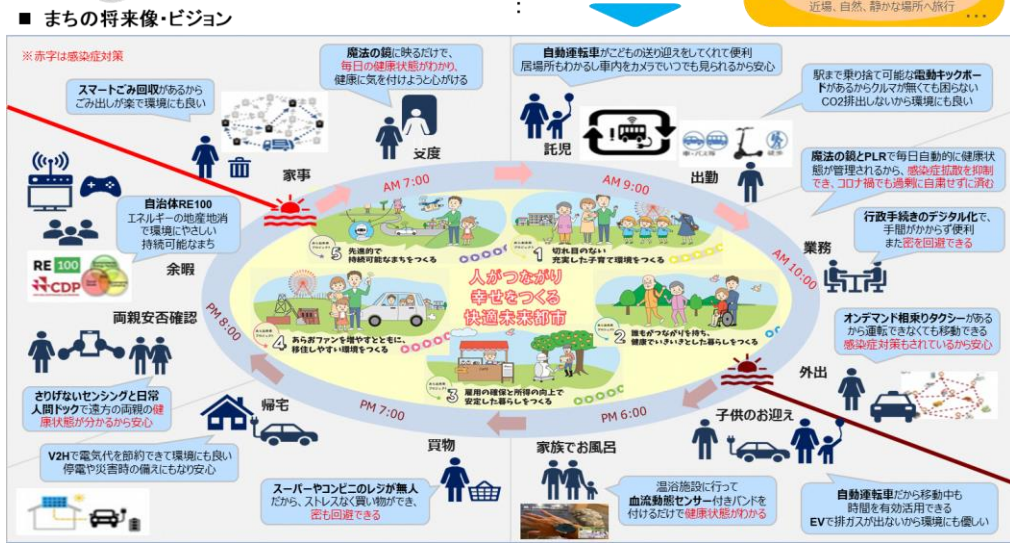 近場、自然、静かな場所へ旅行
…
:
■ まちの将来像・ビジョン
※赤字は感染症対策
魔法の鏡に映るだけで、
毎日の健康状態がわかり、
健康に気を付けようと心がける
自動運転車がこどもの送り迎えをしてくれて便利
居場所もわかるし車内をカメラでいつでも見られるから安心
駅まで乗り捨て可能な電動キックボー
ドがあるからクルマが無くても困らない
CO2排出しないから環境にも良い
スマートごみ回収があるから
ごみ出しが楽で環境にも良い
家事
支度
託児
出勤
AM 7:00
AM 9:00
魔法の鏡とPLRで毎日自動的に健康状
態が管理されるから、感染症拡散を抑制
でき、コロナ禍でも過剰に自粛せずに済む
自治体RE100
エネルギーの地産地消
で環境にやさしい
持続可能なまち
RE 100
CDP
余暇
行政手続きのデジタル化で、
手間がかからず便利
また密を回避できる
業務
AM 10:00
5 先進的で
持続可能なまちをつくる
1 切れ目のない
充実した子育て環境をつくる
人がつながり
幸せをつくる
快適未来都市
4 あらおファンを増やすとともに、
移住しやすい環境をつくる
2 誰もがつながりを持ち、
健康でいきいきとした暮らしをつくる
3 雇用の確保と所得の向上で
安定した暮らしをつくる
PM 8:00
両親安否確認
オンデマンド相乗りタクシーがある
から運転できなくても移動できる
感染症対策もされているから安心
外出
さりげないセンシングと日常
人間ドックで遠方の両親の健
康状態が分かるから安心
帰宅
PM 7:00
PM 6:00
子供のお迎え
買物
家族でお風呂
V2Hで電気代を節約できて環境にも良い
停電や災害時の備えにもなり安心
スーパーやコンビニのレジが無人
だから、ストレスなく買い物ができ、
密も回避できる
温浴施設に行って
血流動態センサー付きバンドを
付けるだけで健康状態がわかる
自動運転車だから移動中も
時間を有効活用できる
EVで排ガスが出ないから環境にも優しい